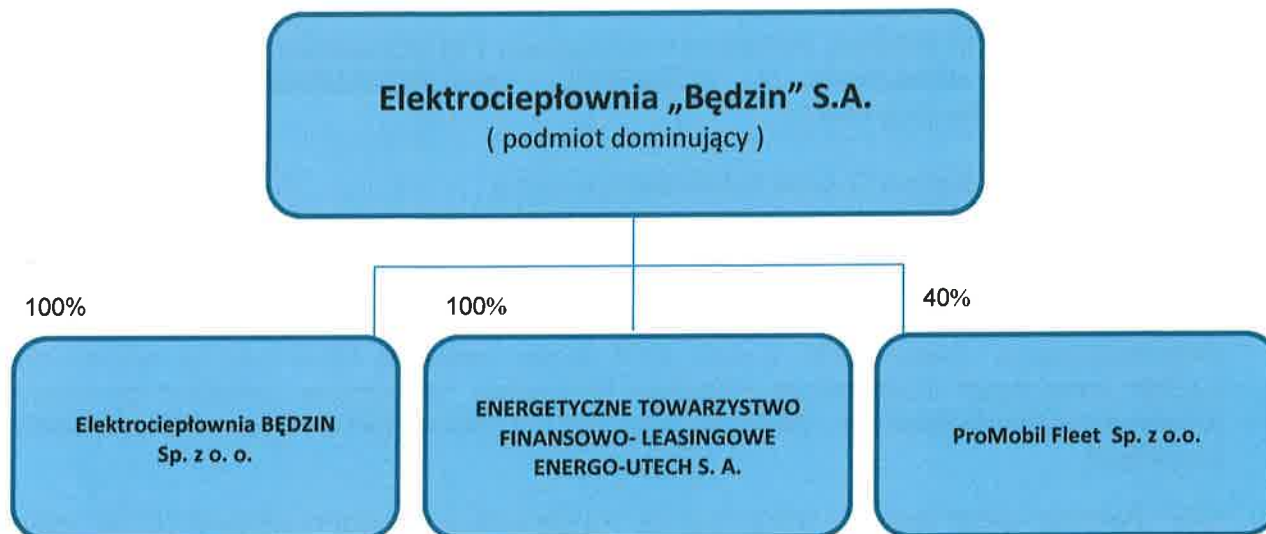 Elektrociepłownia „Będzin” S.A.
( podmiot dominujący )
100%
100%
40%
Elektrociepłownia BĘDZIN
Sp. z o. o.
ENERGETYCZNE TOWARZYSTWO
FINANSOWO- LEASINGOWE
ENERGO-UTECH S. A.
ProMobil Fleet Sp. z o.o.